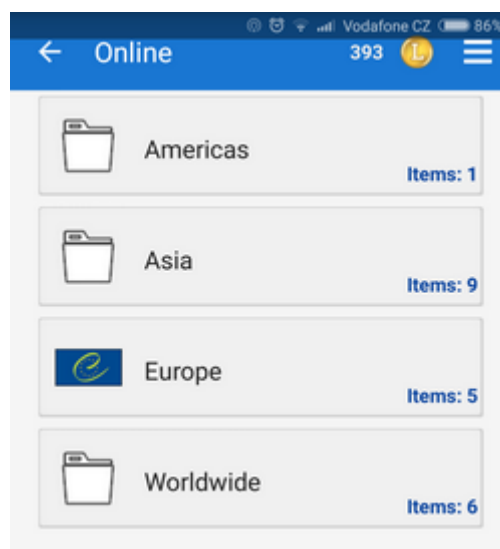 Vodafone CZ 86%
Online 393 L
Americas
Items: 1
Asia
Items: 9
Europe
Items: 5
Worldwide
Items: 6